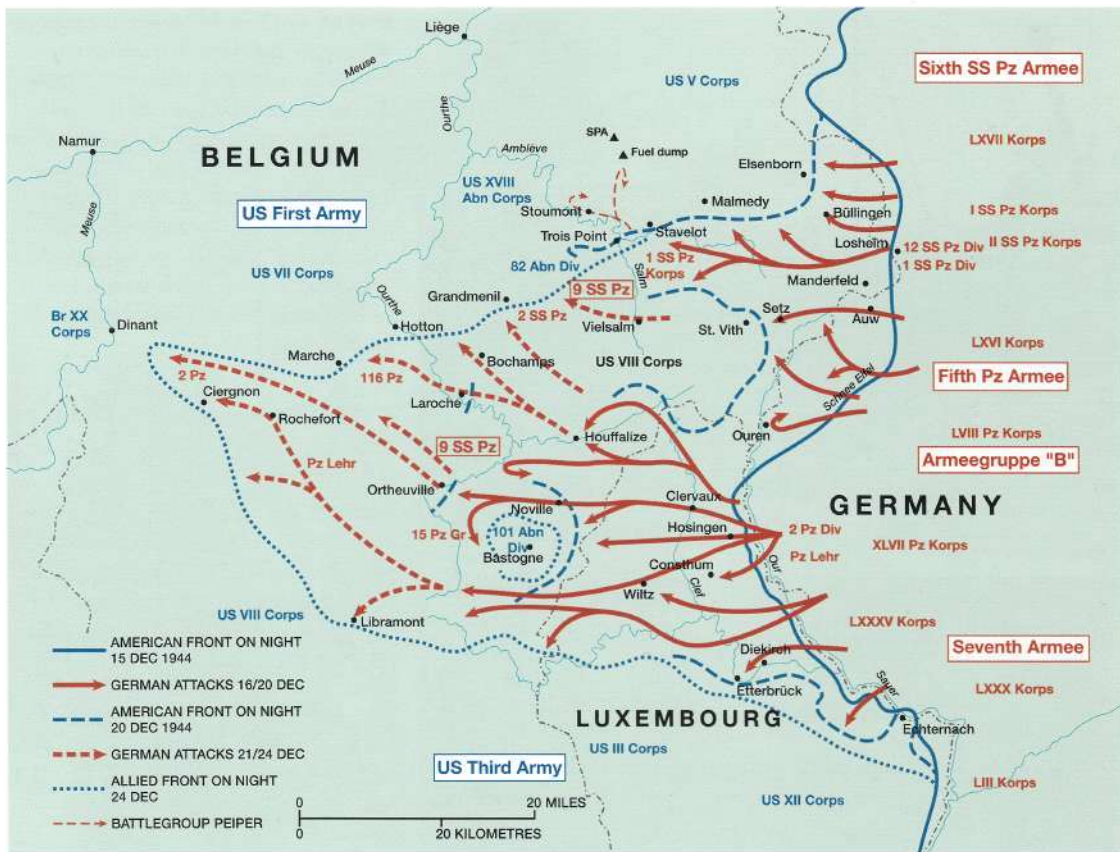 Liège
Meuse
US V Corps
Sixth SS Pz Armee
Ourthe
SPA
Fuel dump
LXVII Korps
Namur
BELGIUM
Amblève
Elsenborn
US XVIII
Abn Corps
Malmedy
US First Army
Stoumont
Büllingen
I SS Pz Korps
Meuse
Stavelot
Trois Point
Losheim
12 SS Pz Div
II SS Pz Korps
1 SS Pz
Korps
1 SS Pz Div
US VII Corps
82 Abn Div
Salm
Manderfeld
Ourthe
Grandmenil
9 SS Pz
Setz
Auw
Br XX
Corps
Dinant
Hotton
2 SS Pz
Vielsalm
St. Vith
LXVI Korps
Marche
Bochamps
US VIII Corps
2 Pz
116 Pz
Schnee Eifel
Fifth Pz Armee
Ciergnon
Laroche
Rochefort
Ouren
LVIII Pz Korps
Houffalize
9 SS Pz
Armeegruppe "B"
Pz Lehr
Ortheuville
Clervaux
GERMANY
Noville
Hosingen
2 Pz Div
15 Pz Gr
101 Abn
Div
Bastogne
XLVII Pz Korps
Pz Lehr
Consthum
Our
Wiltz
Clef
US VIII Corps
Libramont
LXXXV Korps
AMERICAN FRONT ON NIGHT
15 DEC 1944
Diekirch
Seventh Armee
GERMAN ATTACKS 16/20 DEC
Etterbrück
Sauer
LXXX Korps
AMERICAN FRONT ON NIGHT
20 DEC 1944
LUXEMBOURG
Echternach
GERMAN ATTACKS 21/24 DEC
US III Corps
US Third Army
ALLIED FRONT ON NIGHT
24 DEC
LIII Korps
US XII Corps
0 20 MILES
BATTLEGROUP PEIPER
0 20 KILOMETRES